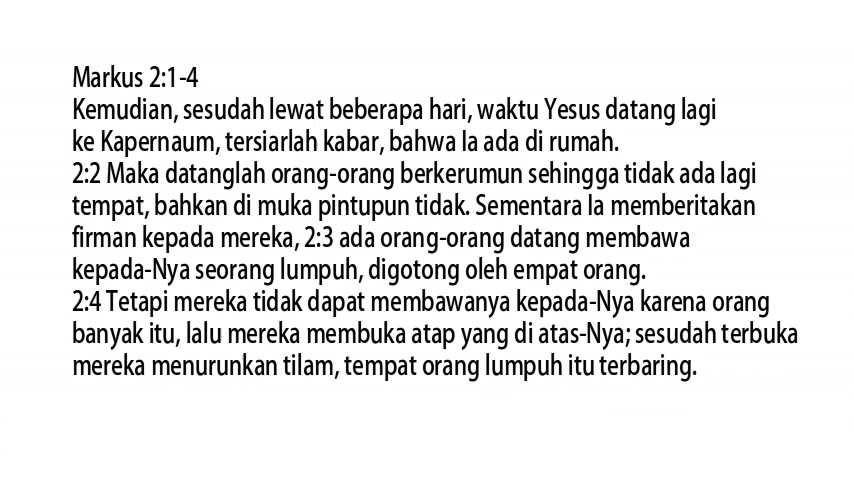 Markus 2:1-4
Kemudian, sesudah lewat beberapa hari, waktu Yesus datang lagi
ke Kapernaum, tersiarlah kabar, bahwa Ia ada di rumah.
2:2 Maka datanglah orang-orang berkerumun sehingga tidak ada lagi
tempat, bahkan di muka pintupun tidak. Sementara Ia memberitakan
firman kepada mereka, 2:3 ada orang-orang datang membawa
kepada-Nya seorang lumpuh, digotong oleh empat orang.
2:4 Tetapi mereka tidak dapat membawanya kepada-Nya karena orang
banyak itu, lalu mereka membuka atap yang di atas-Nya; sesudah terbuka
mereka menurunkan tilam, tempat orang lumpuh itu terbaring.